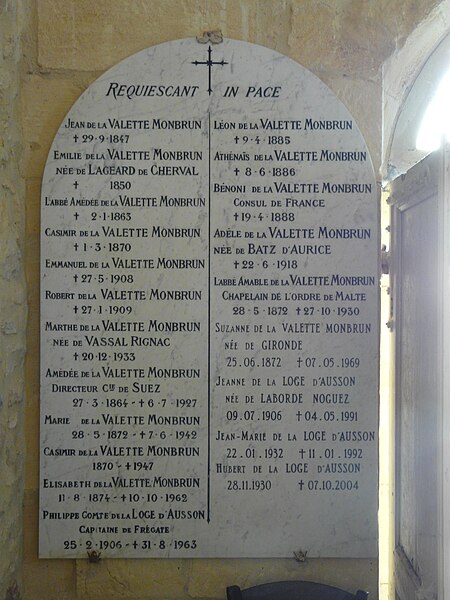 REQUIESCANT IN PACE
JEAN DE LA VALETTE MONBRUN
† 29·9·1847
EMILIE DE LA VALETTE MONBRUN
NÉE DE LAGEARD DE CHERVAL
† 1850
L'ABBÉ AMÉDÉE DE LA VALETTE MONBRUN
† 2·1·1863
CASIMIR DE LA VALETTE MONBRUN
† 1·3·1870
EMMANUEL DE LA VALETTE MONBRUN
† 27·5·1908
ROBERT DE LA VALETTE MONBRUN
† 27·1·1909
MARTHE DE LA VALETTE MONBRUN
NÉE DE VASSAL RIGNAC
† 20·12·1933
AMÉDÉE DE LA VALETTE MONBRUN
DIRECTEUR CIE DE SUEZ
27·3·1864 - † 6·7·1927
MARIE DE LA VALETTE MONBRUN
28·5·1872 - † 7·6·1942
CASIMIR DE LA VALETTE MONBRUN
1870 - † 1947
ELISABETH DE LA VALETTE MONBRUN
11·8·1874 - † 10·10·1962
PHILIPPE COMTE DE LA LOGE D'AUSSON
CAPITAINE DE FRÉGATE
25·2·1906 - † 31·8·1963
LÉON DE LA VALETTE MONBRUN
† 9·4·1885
ATHÉNAÏS DE LA VALETTE MONBRUN
† 8·6·1886
BÉNONI DE LA VALETTE MONBRUN
CONSUL DE FRANCE
† 19·4·1888
ADÈLE DE LA VALETTE MONBRUN
NÉE DE BATZ D'AURICE
† 22·6·1918
L'ABBÉ AMABLE DE LA VALETTE MONBRUN
CHAPELAIN DE L'ORDRE DE MALTE
28·5·1872 † 27·10·1930
SUZANNE DE LA VALETTE MONBRUN
NÉE DE GIRONDE
25.06.1872 † 07.05.1969
JEANNE DE LA LOGE D'AUSSON
NÉE DE LABORDE NOGUEZ
09.07.1906 † 04.05.1991
JEAN-MARIE DE LA LOGE D'AUSSON
22.01.1932 † 11.01.1992
HUBERT DE LA LOGE D'AUSSON
28.11.1930 † 07.10.2004